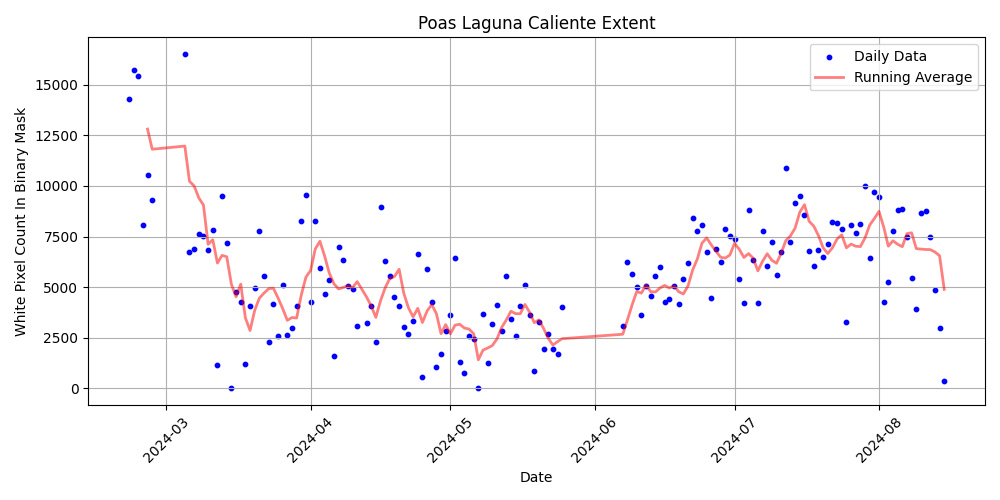 Poas Laguna Caliente Extent
Daily Data
Running Average
White Pixel Count In Binary Mask
15000
12500
10000
7500
5000
2500
0
2024-03
2024-04
2024-05
2024-06
2024-07
2024-08
Date